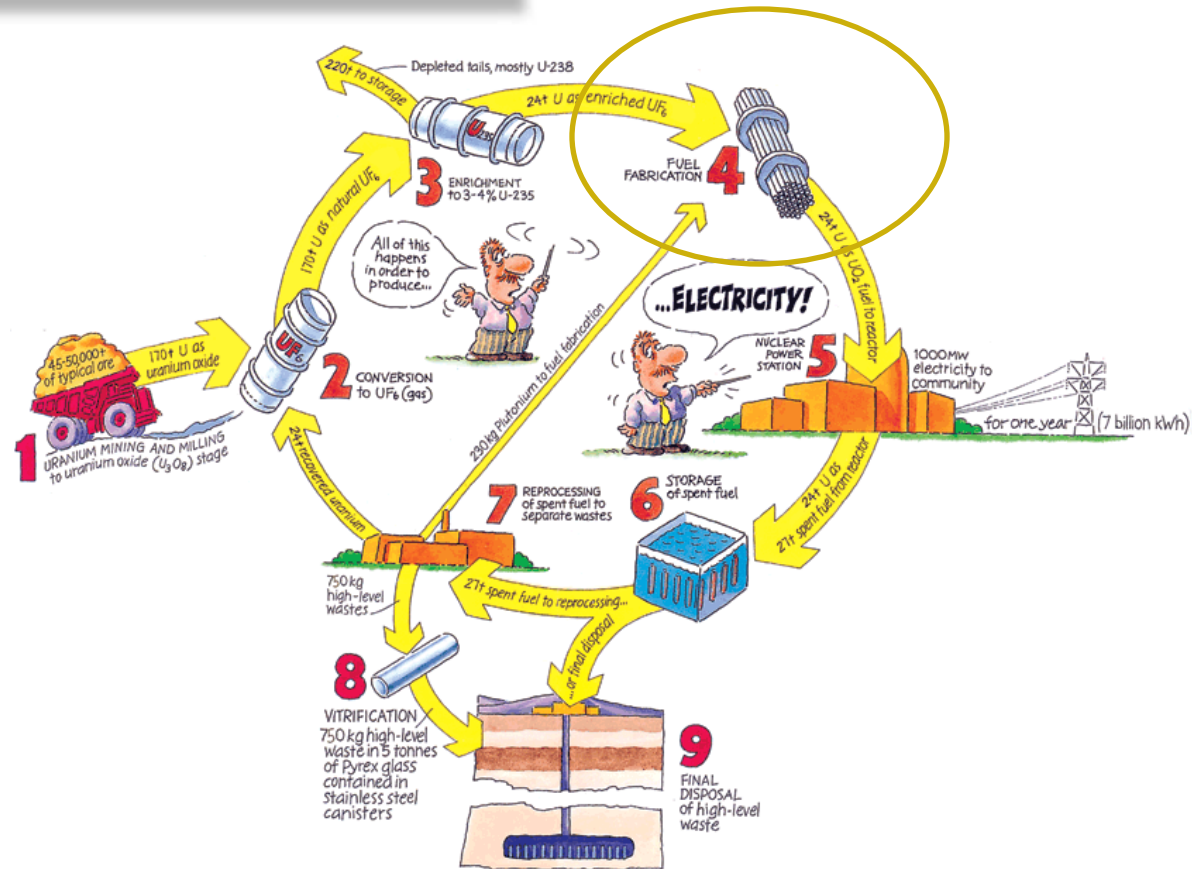 220t to storage
Depleted tails, mostly U-238
24t U as enriched UF₆
U235
3
ENRICHMENT
to 3-4% U-235
FUEL
FABRICATION
4
170t U as natural UF₆
All of this
happens
in order to
produce...
...ELECTRICITY!
24t U as UO₂ fuel to reactor
45-50,000t
of typical ore
170t U as
uranium oxide
UF₆
2
CONVERSION
to UF₆ (gas)
230kg Plutonium to fuel fabrication
NUCLEAR
POWER
STATION
5
1000MW
electricity to
community
for one year
(7 billion kWh)
1
URANIUM MINING AND MILLING
to uranium oxide (U₃O₈) stage
24t recovered uranium
24t U as
27t spent fuel from reactor
7
REPROCESSING
of spent fuel to
separate wastes
6
STORAGE
of spent fuel
750kg
high-level
wastes
27t spent fuel to reprocessing...
...or final disposal
8
VITRIFICATION
750kg high-level
waste in 5 tonnes
of Pyrex glass
contained in
stainless steel
canisters
9
FINAL
DISPOSAL
of high-level
waste